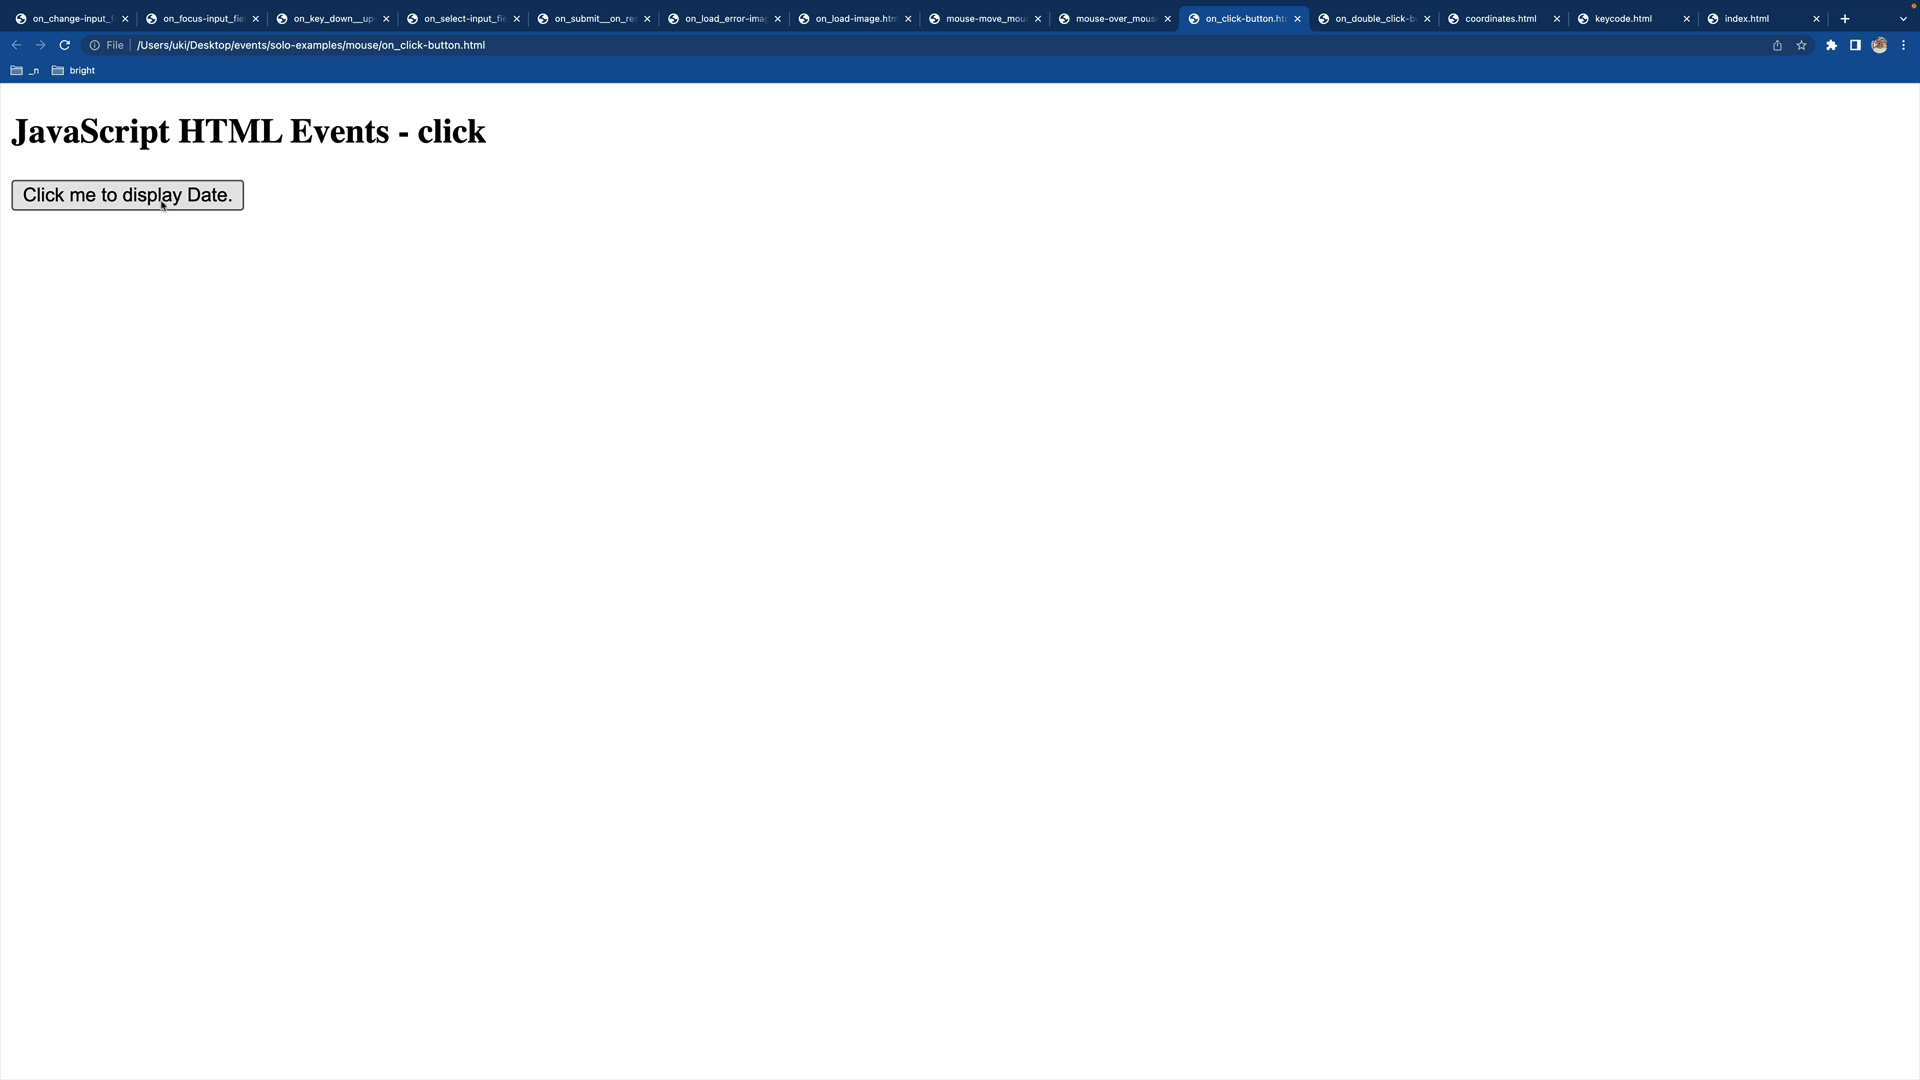 on_change-input_f
on_focus-input_fie
on_key_down__up-
on_select-input_fie
on_submit__on_re
on_load_error-imag
on_load-image.htm
mouse-move_mou
mouse-over_mous
on_click-button.ht
on_double_click-b
coordinates.html
keycode.html
index.html
File
/Users/uki/Desktop/events/solo-examples/mouse/on_click-button.html
_n
bright
JavaScript HTML Events - click
Click me to display Date.